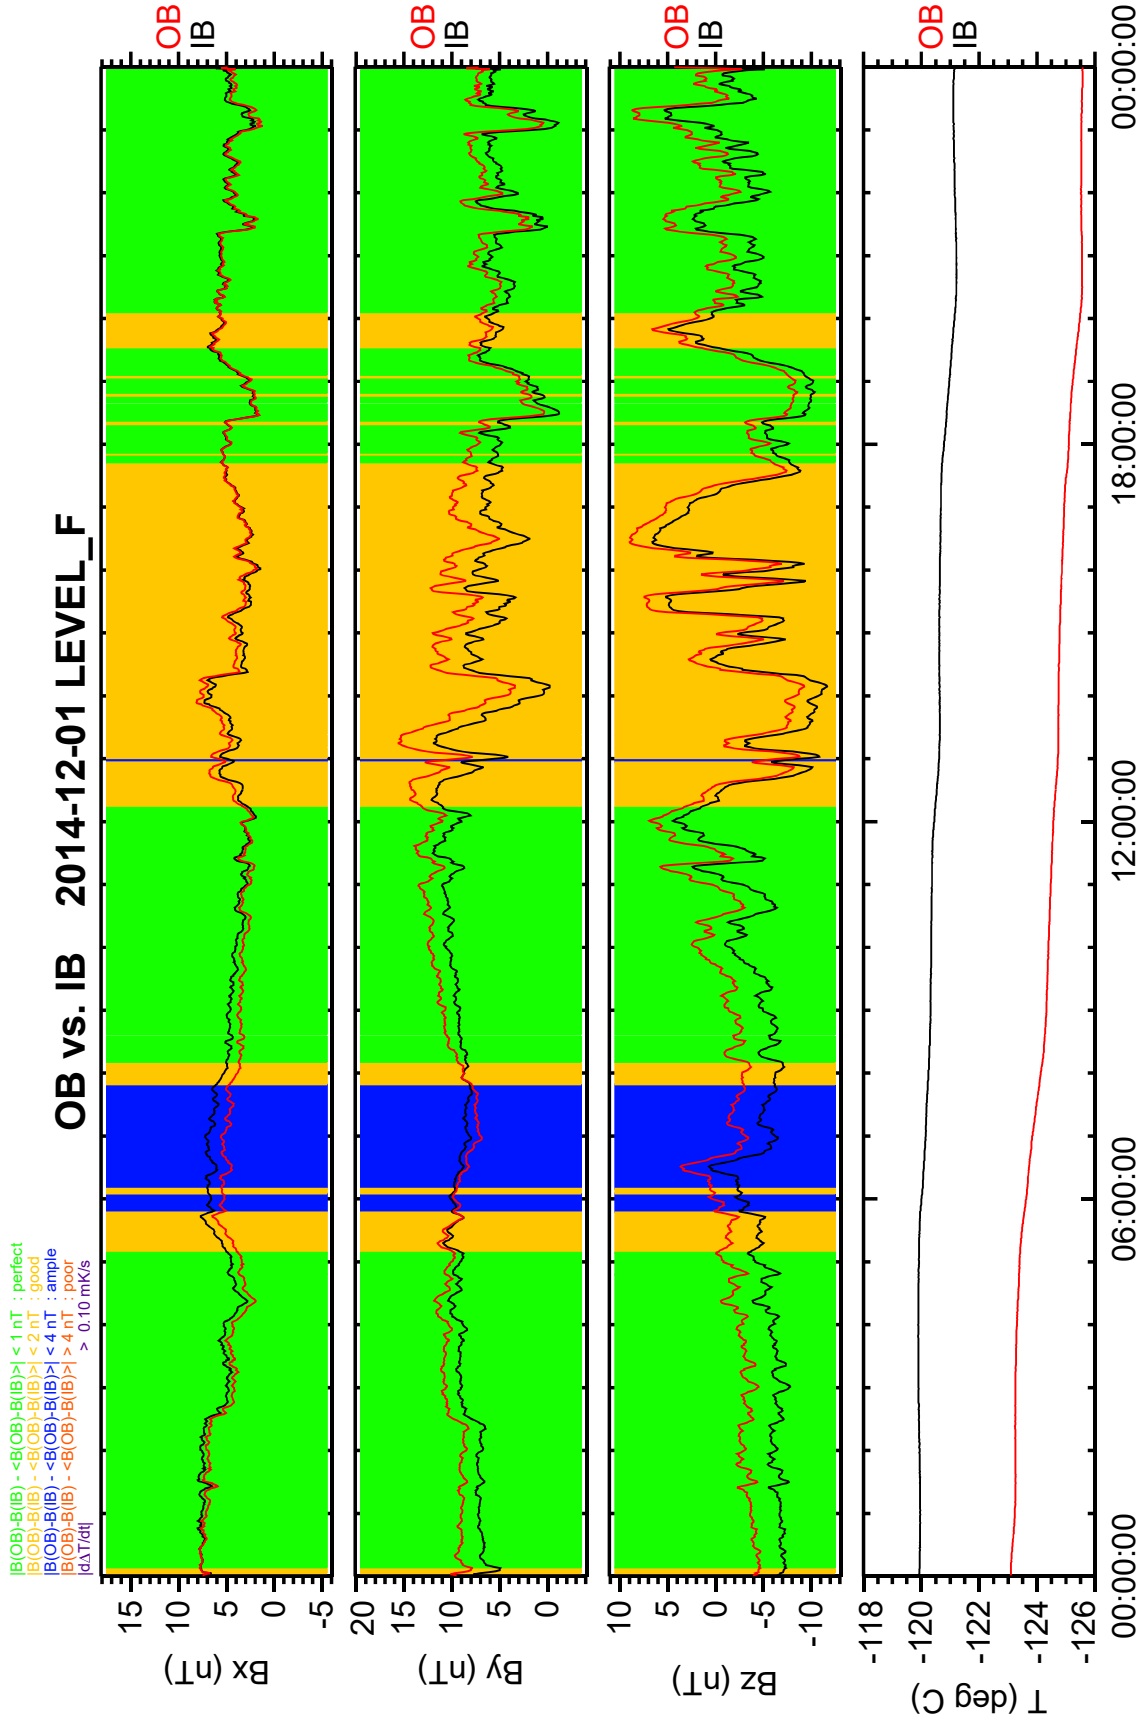 |B(OB)-B(IB) - <B(OB)-B(IB)>| < 1 nT : perfect
|B(OB)-B(IB) - <B(OB)-B(IB)>| < 2 nT : good
|B(OB)-B(IB) - <B(OB)-B(IB)>| < 4 nT : ample
|B(OB)-B(IB) - <B(OB)-B(IB)>| > 4 nT : poor
|dΔT/dt| > 0.10 mK/s
OB vs. IB 2014-12-01 LEVEL_F
Bx (nT)
15
10
5
0
-5
OB
IB
By (nT)
20
15
10
5
0
OB
IB
Bz (nT)
10
5
0
-5
-10
OB
IB
T (deg C)
-118
-120
-122
-124
-126
OB
IB
00:00:00
06:00:00
12:00:00
18:00:00
00:00:00